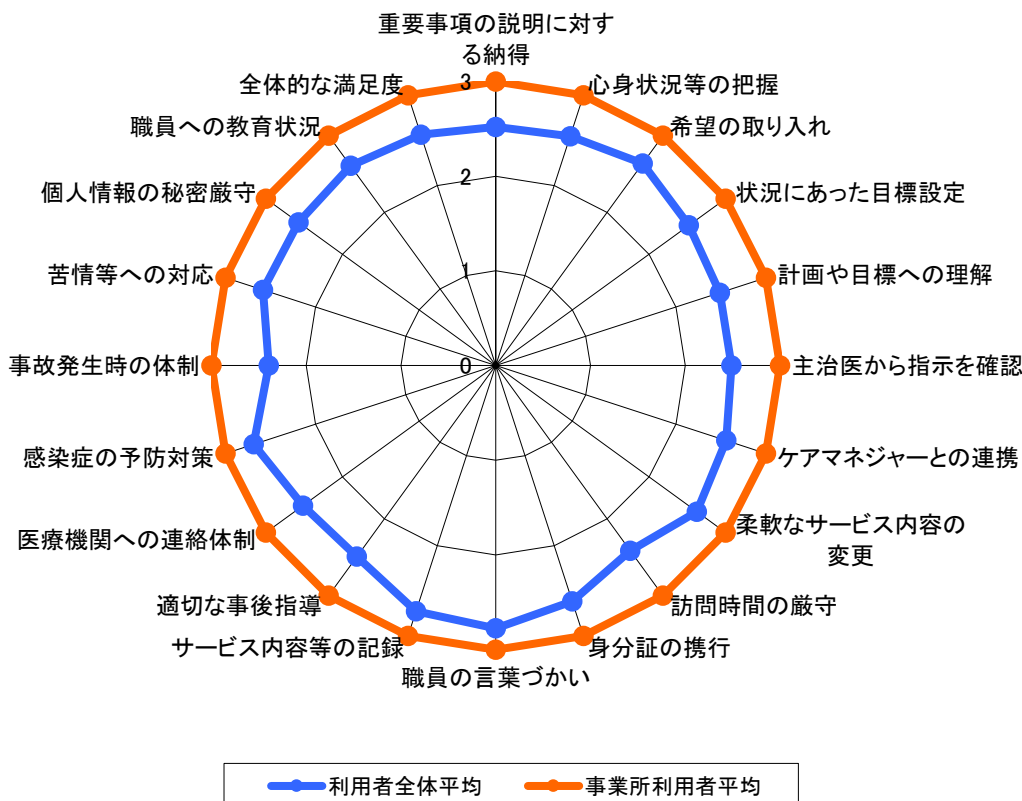 重要事項の説明に対す
る納得
心身状況等の把握
希望の取り入れ
状況にあった目標設定
計画や目標への理解
主治医から指示を確認
ケアマネジャーとの連携
柔軟なサービス内容の
変更
訪問時間の厳守
身分証の携行
職員の言葉づかい
サービス内容等の記録
適切な事後指導
医療機関への連絡体制
感染症の予防対策
事故発生時の体制
苦情等への対応
個人情報の秘密厳守
職員への教育状況
全体的な満足度
3
2
1
0
利用者全体平均
事業所利用者平均